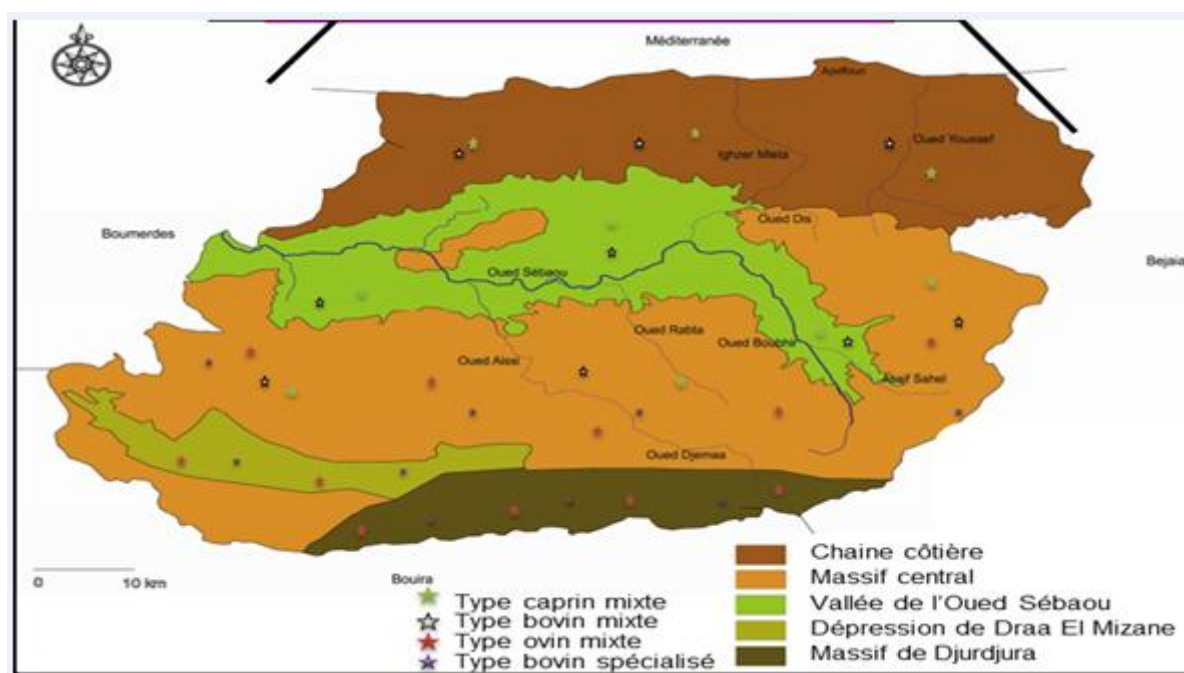 Méditerranée
Azeffoun
Oued Youssef
Ighzer Mleta
Oued Dis
Boumerdes
Bejaia
Oued Sébaou
Oued Rabta
Oued Aissi
Oued Boubhir
Sahel
Oued Djemaa
0 10 km
Bouira
Type caprin mixte
Type bovin mixte
Type ovin mixte
Type bovin spécialisé
Chaine côtière
Massif central
Vallée de l'Oued Sébaou
Dépression de Draa El Mizane
Massif de Djurdjura